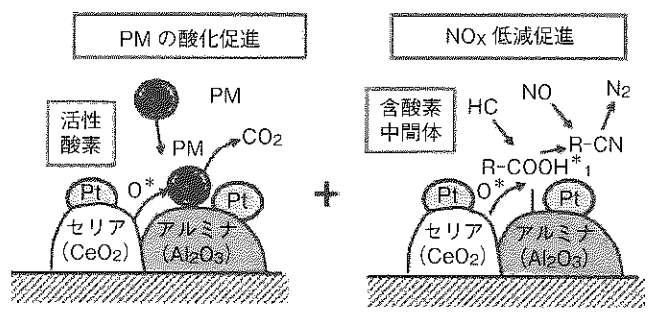 PMの酸化促進
活性
酸素
PM
PM
CO2
Pt
O*
Pt
セリア
(CeO2)
アルミナ
(Al2O3)
+
NOx低減促進
含酸素
中間体
HC
NO
N2
R-CN
R-COOH*1
Pt
O*
Pt
セリア
(CeO2)
アルミナ
(Al2O3)